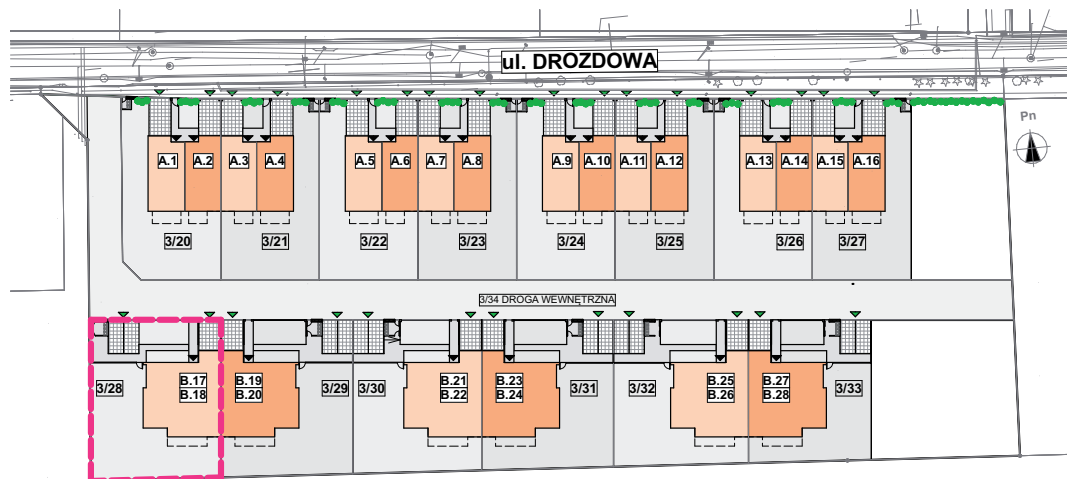 ul. DROZDOWA
Pn
A.1 A.2 A.3 A.4 A.5 A.6 A.7 A.8 A.9 A.10 A.11 A.12 A.13 A.14 A.15 A.16
3/20 3/21 3/22 3/23 3/24 3/25 3/26 3/27
3/34 DROGA WEWNĘTRZNA
3/28 B.17 B.19 3/29 3/30 B.21 B.23 3/31 3/32 B.25 B.27 3/33
B.18 B.20 B.22 B.24 B.26 B.28